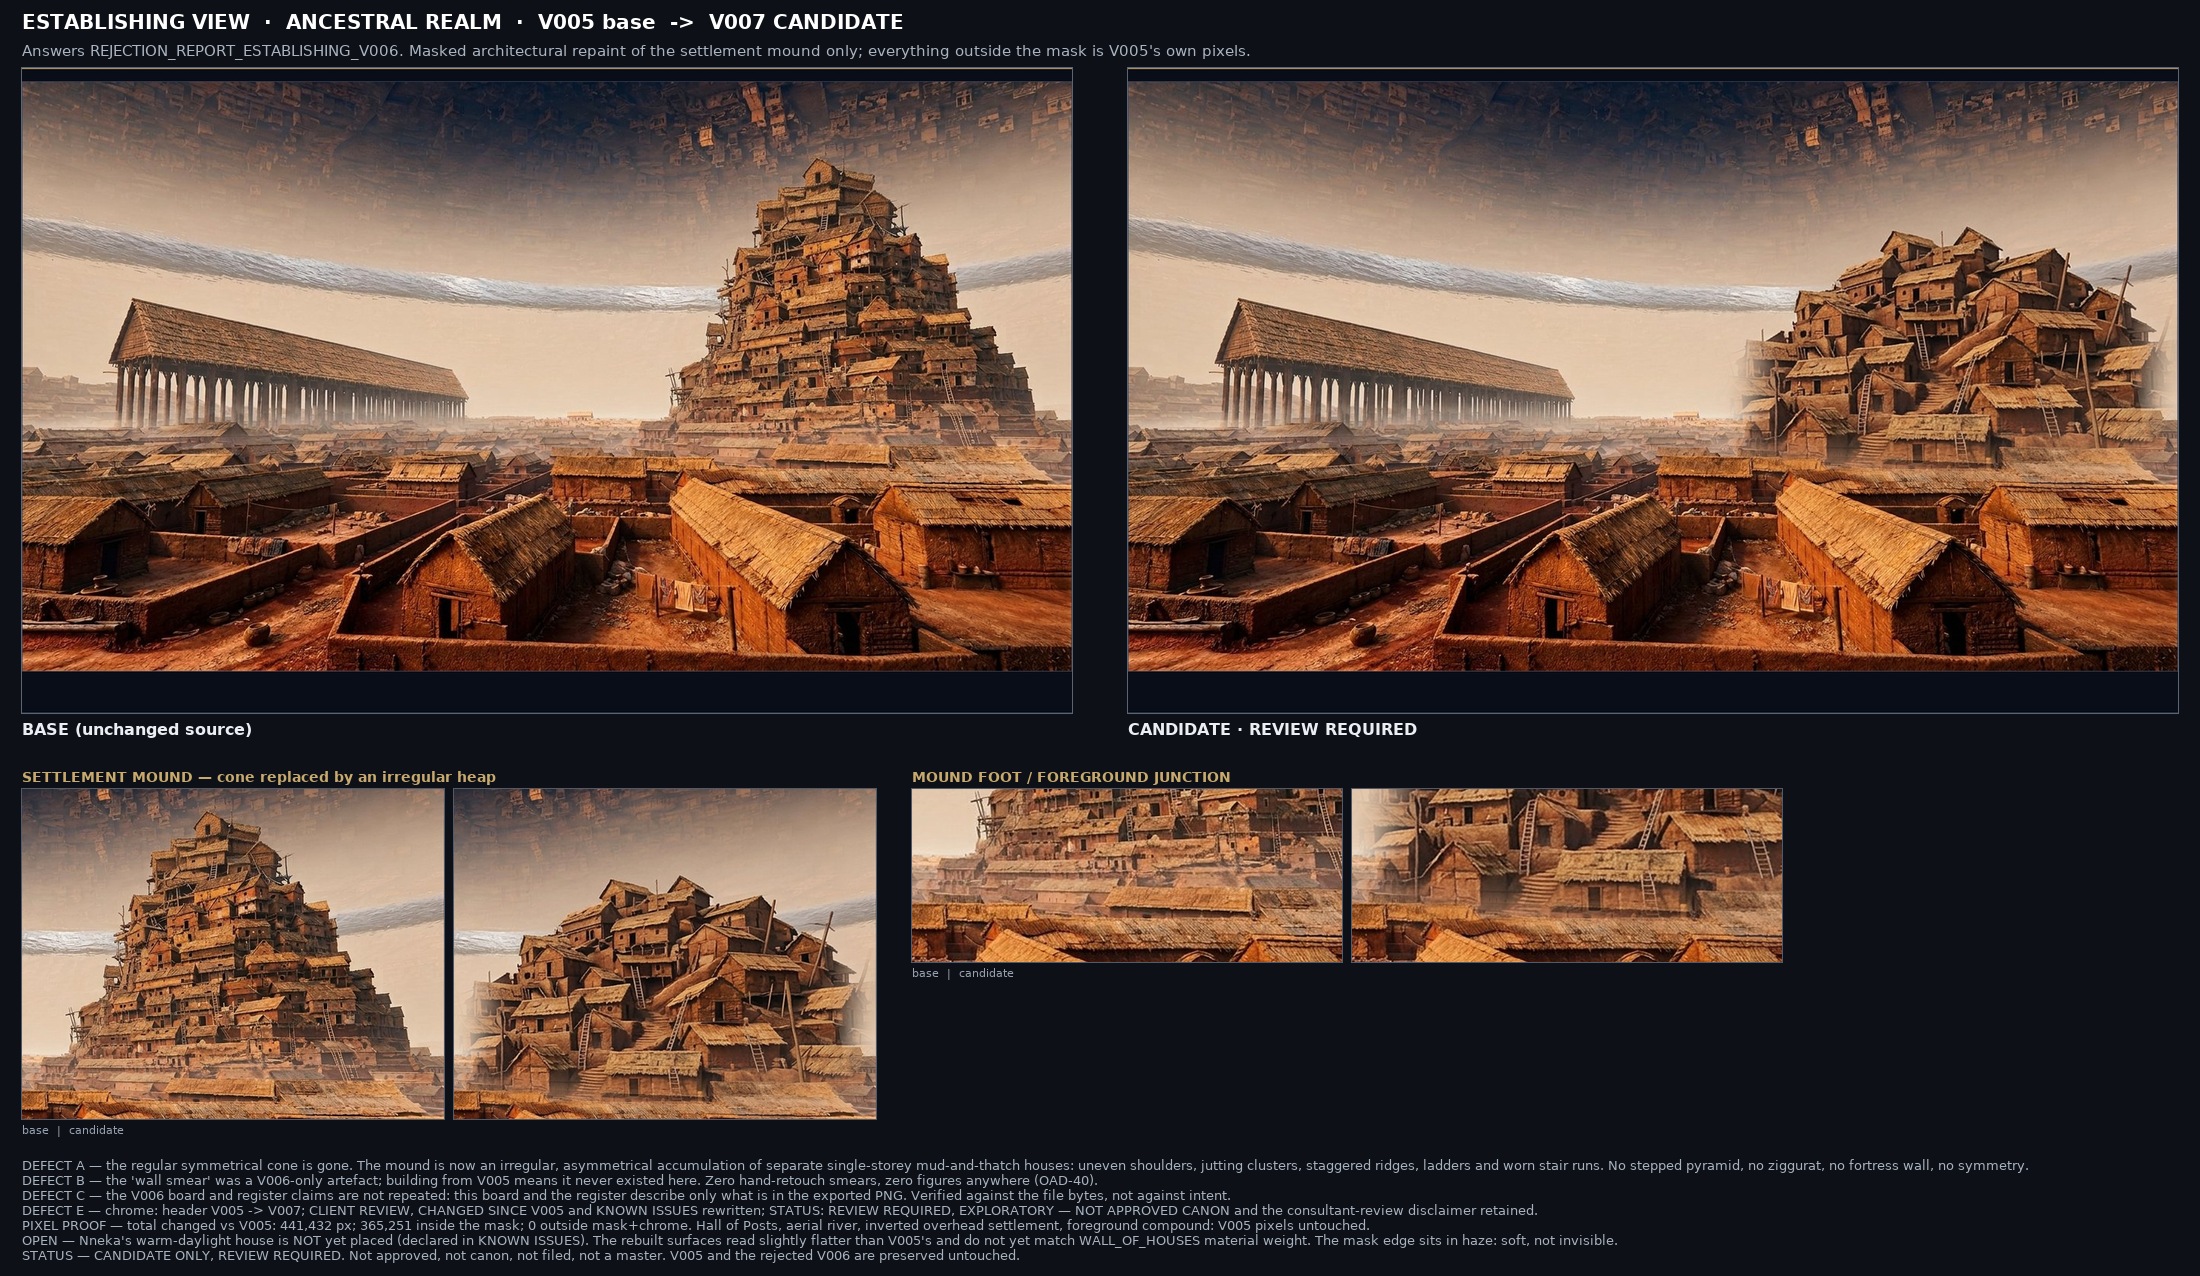 ESTABLISHING VIEW · ANCESTRAL REALM · V005 base -> V007 CANDIDATE
Answers REJECTION_REPORT_ESTABLISHING_V006. Masked architectural repaint of the settlement mound only; everything outside the mask is V005's own pixels.
BASE (unchanged source)
CANDIDATE · REVIEW REQUIRED
SETTLEMENT MOUND — cone replaced by an irregular heap
MOUND FOOT / FOREGROUND JUNCTION
base | candidate
base | candidate
DEFECT A — the regular symmetrical cone is gone. The mound is now an irregular, asymmetrical accumulation of separate single-storey mud-and-thatch houses: uneven shoulders, jutting clusters, staggered ridges, ladders and worn stair runs. No stepped pyramid, no ziggurat, no fortress wall, no symmetry.
DEFECT B — the 'wall smear' was a V006-only artefact; building from V005 means it never existed here. Zero hand-retouch smears, zero figures anywhere (OAD-40).
DEFECT C — the V006 board and register claims are not repeated: this board and the register describe only what is in the exported PNG. Verified against the file bytes, not against intent.
DEFECT E — chrome: header V005 -> V007; CLIENT REVIEW, CHANGED SINCE V005 and KNOWN ISSUES rewritten; STATUS: REVIEW REQUIRED, EXPLORATORY — NOT APPROVED CANON and the consultant-review disclaimer retained.
PIXEL PROOF — total changed vs V005: 441,432 px; 365,251 inside the mask; 0 outside mask+chrome. Hall of Posts, aerial river, inverted overhead settlement, foreground compound: V005 pixels untouched.
OPEN — Nneka's warm-daylight house is NOT yet placed (declared in KNOWN ISSUES). The rebuilt surfaces read slightly flatter than V005's and do not yet match WALL_OF_HOUSES material weight. The mask edge sits in haze: soft, not invisible.
STATUS — CANDIDATE ONLY, REVIEW REQUIRED. Not approved, not canon, not filed, not a master. V005 and the rejected V006 are preserved untouched.